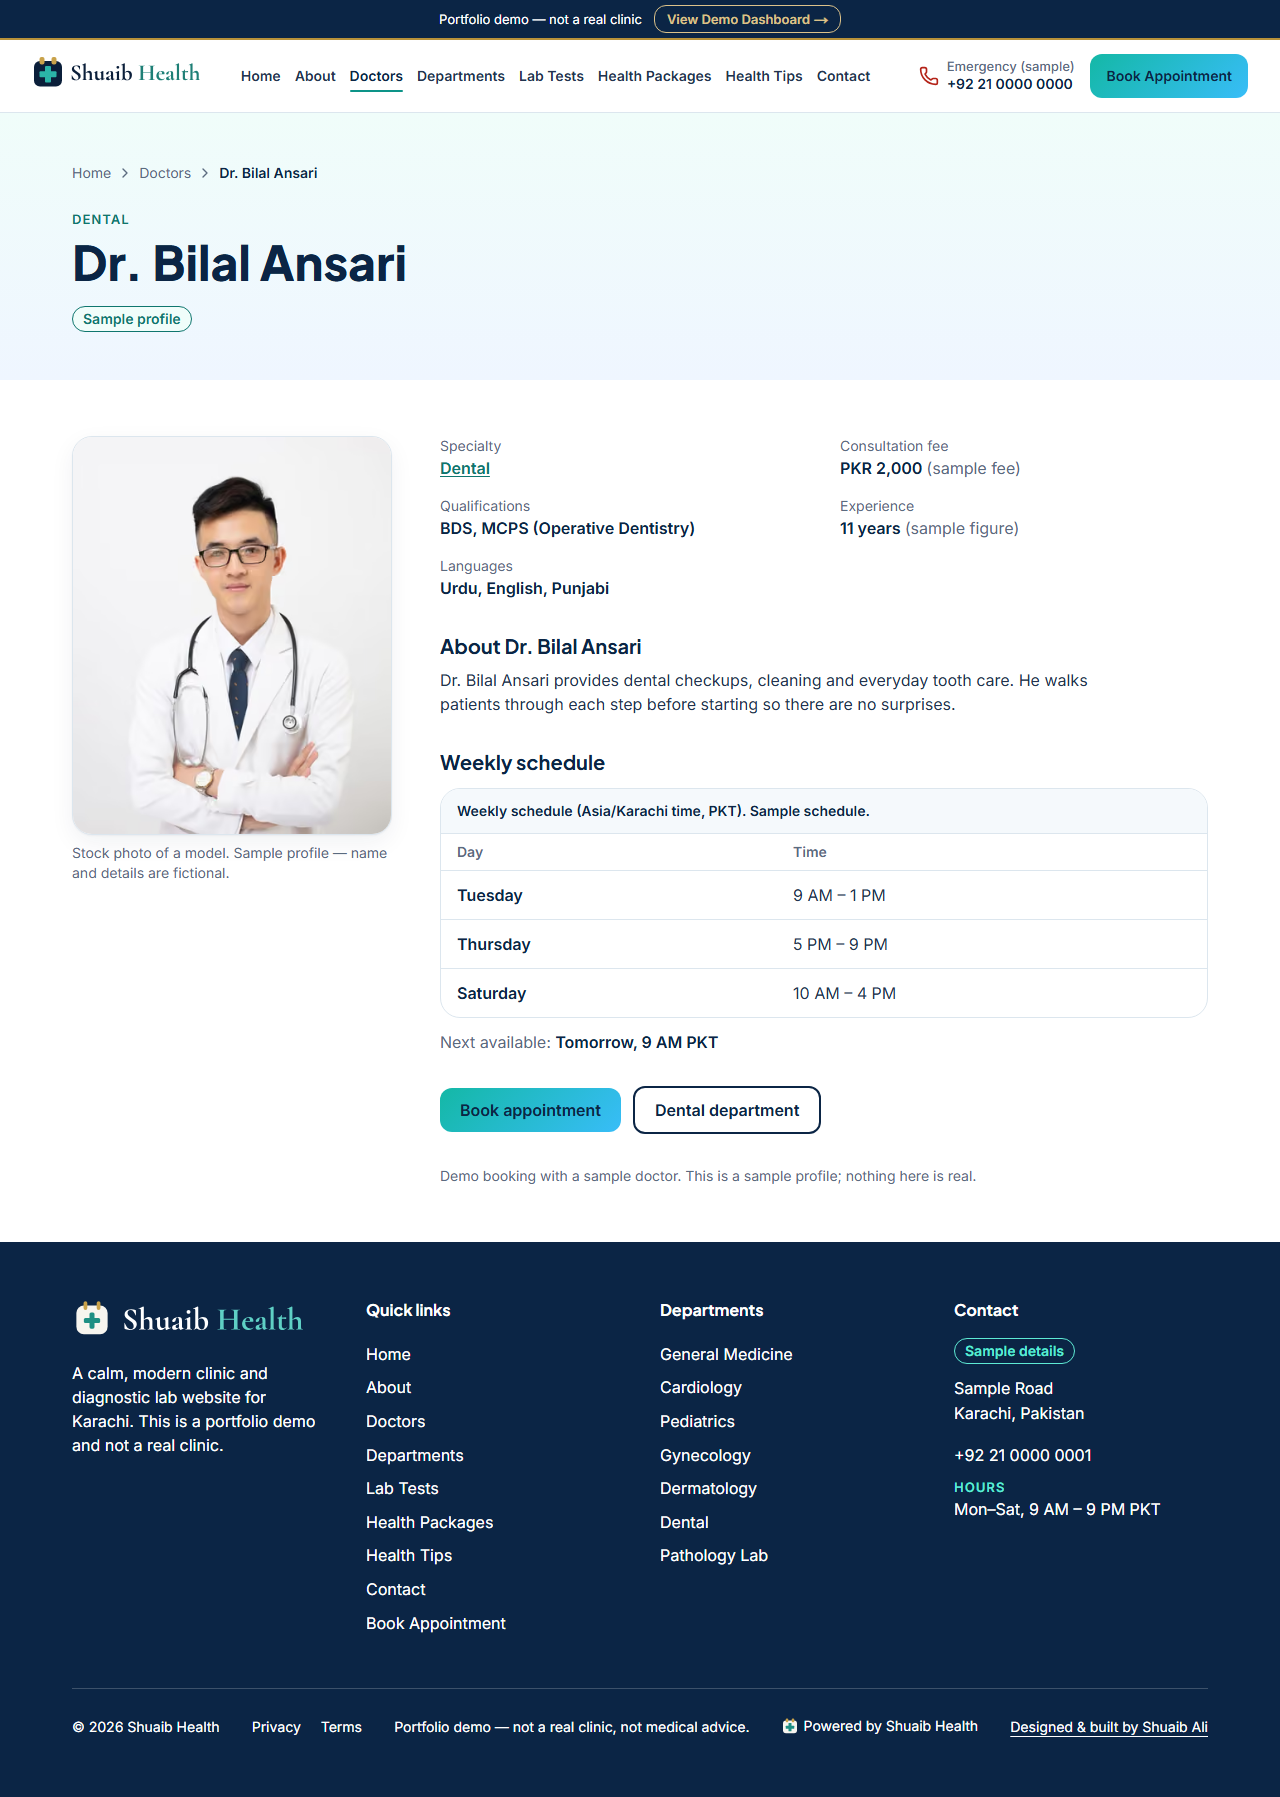 Portfolio demo — not a real clinic
View Demo Dashboard →
Shuaib Health
Home
About
Doctors
Departments
Lab Tests
Health Packages
Health Tips
Contact
Emergency (sample)
+92 21 0000 0000
Book Appointment
Home > Doctors > Dr. Bilal Ansari
DENTAL
Dr. Bilal Ansari
Sample profile
Stock photo of a model. Sample profile — name
and details are fictional.
Specialty
Dental
Consultation fee
PKR 2,000 (sample fee)
Qualifications
BDS, MCPS (Operative Dentistry)
Experience
11 years (sample figure)
Languages
Urdu, English, Punjabi
About Dr. Bilal Ansari
Dr. Bilal Ansari provides dental checkups, cleaning and everyday tooth care. He walks
patients through each step before starting so there are no surprises.
Weekly schedule
Weekly schedule (Asia/Karachi time, PKT). Sample schedule.
Day Time
Tuesday 9 AM – 1 PM
Thursday 5 PM – 9 PM
Saturday 10 AM – 4 PM
Next available: Tomorrow, 9 AM PKT
Book appointment
Dental department
Demo booking with a sample doctor. This is a sample profile; nothing here is real.
Shuaib Health
A calm, modern clinic and
diagnostic lab website for
Karachi. This is a portfolio demo
and not a real clinic.
Quick links
Home
About
Doctors
Departments
Lab Tests
Health Packages
Health Tips
Contact
Book Appointment
Departments
General Medicine
Cardiology
Pediatrics
Gynecology
Dermatology
Dental
Pathology Lab
Contact
Sample details
Sample Road
Karachi, Pakistan
+92 21 0000 0001
HOURS
Mon–Sat, 9 AM – 9 PM PKT
© 2026 Shuaib Health
Privacy
Terms
Portfolio demo — not a real clinic, not medical advice.
Powered by Shuaib Health
Designed & built by Shuaib Ali